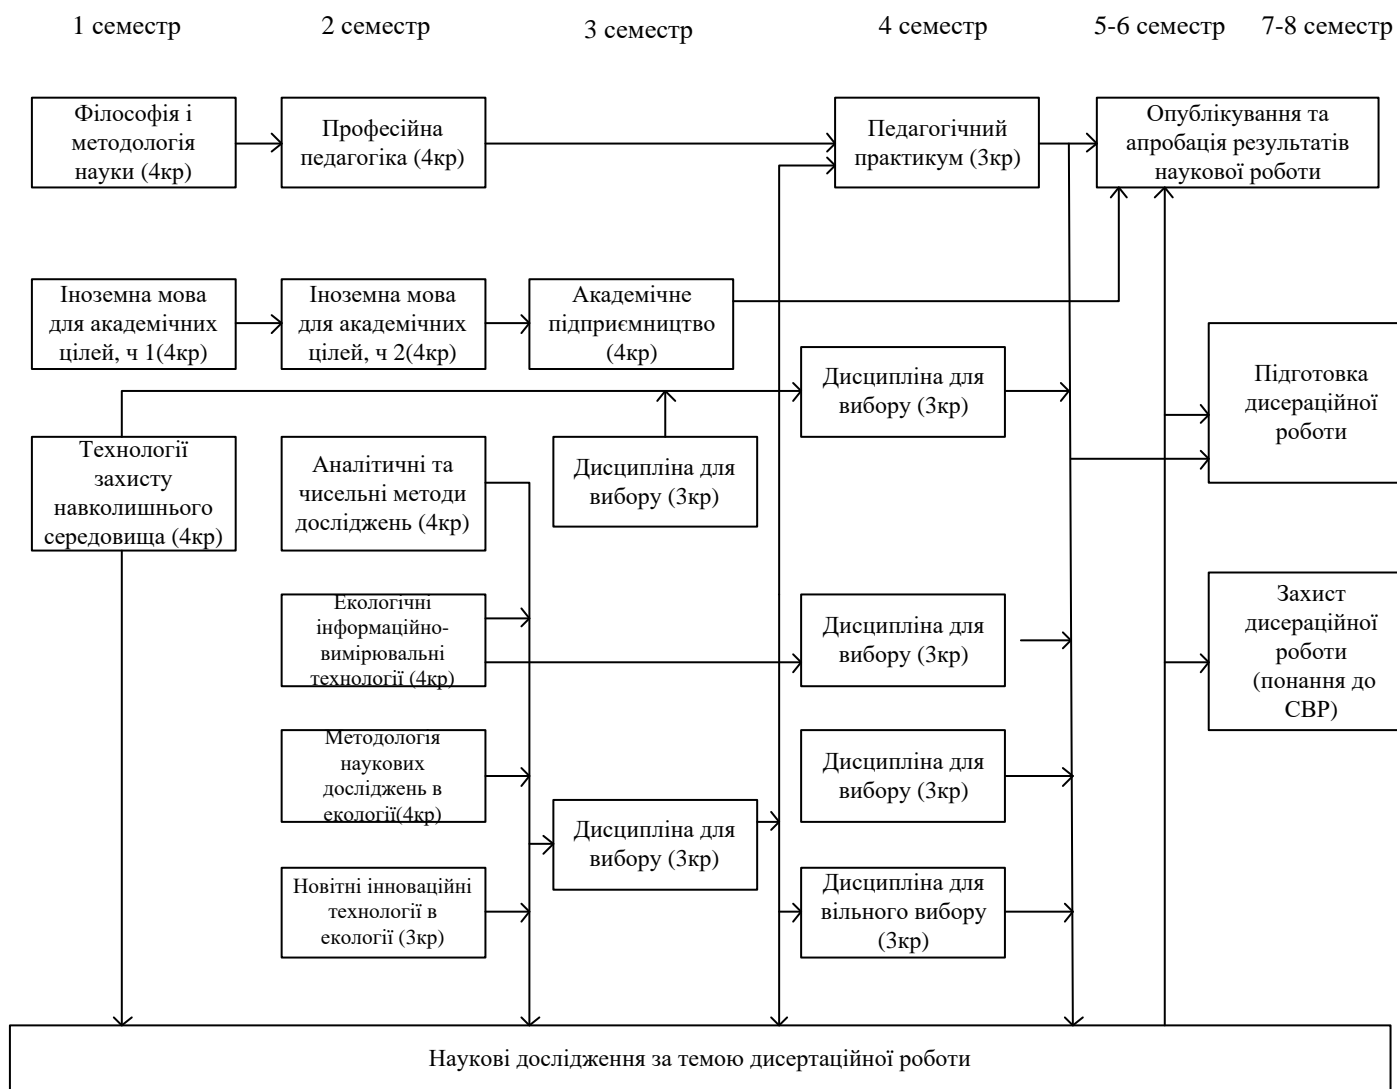 1 семестр
2 семестр
3 семестр
4 семестр
5-6 семестр
7-8 семестр
Філософія і
методологія
науки (4кр)
Професійна
педагогіка (4кр)
Педагогічний
практикум (3кр)
Опублікування та
апробація результатів
наукової роботи
Іноземна мова
для академічних
цілей, ч 1(4кр)
Іноземна мова
для академічних
цілей, ч 2(4кр)
Академічне
підприємництво
(4кр)
Дисципліна для
вибору (3кр)
Підготовка
дисераційної
роботи
Технології
захисту
навколишнього
середовища (4кр)
Аналітичні та
чисельні методи
досліджень (4кр)
Дисципліна для
вибору (3кр)
Екологічні
інформаційно-
вимірювальні
технології (4кр)
Дисципліна для
вибору (3кр)
Захист
дисераційної
роботи
(понання до
СВР)
Методологія
наукових
досліджень в
екології(4кр)
Дисципліна для
вибору (3кр)
Дисципліна для
вибору (3кр)
Новітні інноваційні
технології в
екології (3кр)
Дисципліна для
вільного вибору
(3кр)
Наукові дослідження за темою дисертаційної роботи